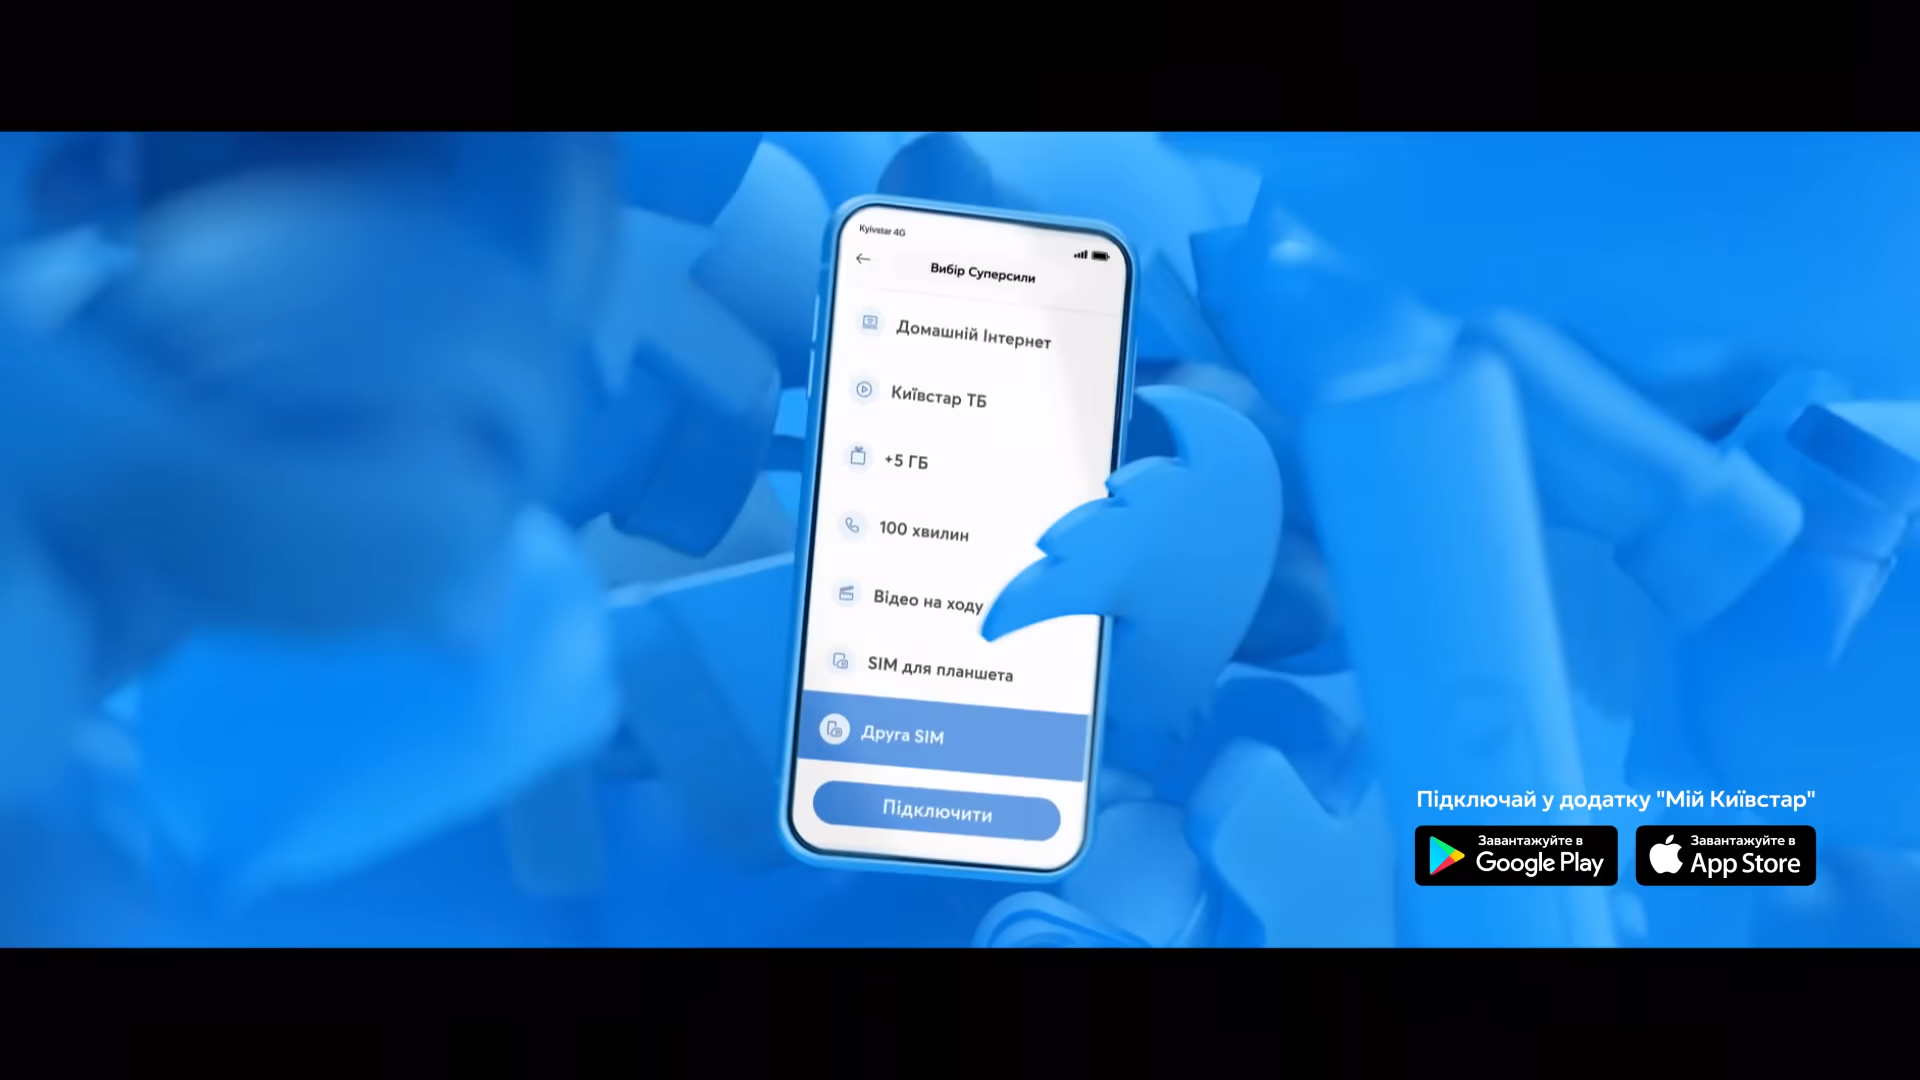 Kyivstar 4G
Вибір Суперсили
Домашній Інтернет
Київстар ТБ
+5 ГБ
100 хвилин
Відео на ходу
SIM для планшета
Друга SIM
Підключити
Підключай у додатку "Мій Київстар"
Завантажуйте в
Google Play
Завантажуйте в
App Store